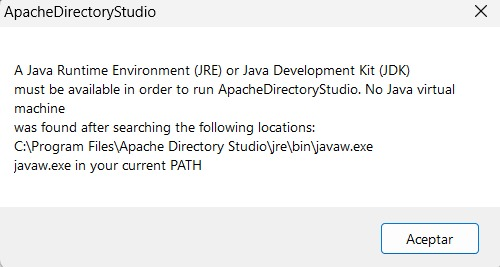 ApacheDirectoryStudio
A Java Runtime Environment (JRE) or Java Development Kit (JDK)
must be available in order to run ApacheDirectoryStudio. No Java virtual
machine
was found after searching the following locations:
C:\Program Files\Apache Directory Studio\jre\bin\javaw.exe
javaw.exe in your current PATH
Aceptar